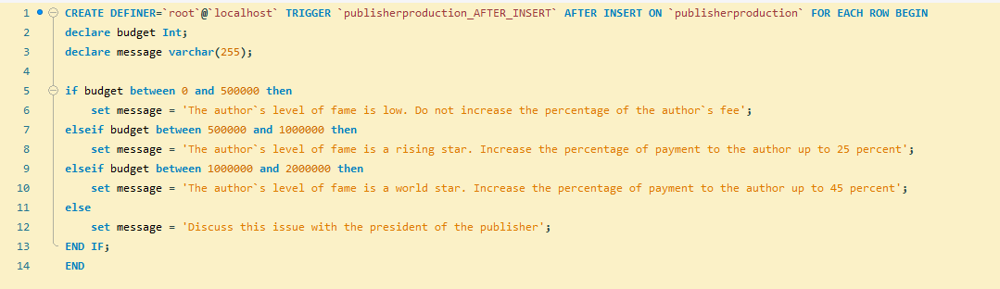 1 CREATE DEFINER=`root`@`localhost` TRIGGER `publisherproduction_AFTER_INSERT` AFTER INSERT ON `publisherproduction` FOR EACH ROW BEGIN
2 declare budget Int;
3 declare message varchar(255);
4
5 if budget between 0 and 500000 then
6 set message = 'The author`s level of fame is low. Do not increase the percentage of the author`s fee';
7 elseif budget between 500000 and 1000000 then
8 set message = 'The author`s level of fame is a rising star. Increase the percentage of payment to the author up to 25 percent';
9 elseif budget between 1000000 and 2000000 then
10 set message = 'The author`s level of fame is a world star. Increase the percentage of payment to the author up to 45 percent';
11 else
12 set message = 'Discuss this issue with the president of the publisher';
13 END IF;
14 END